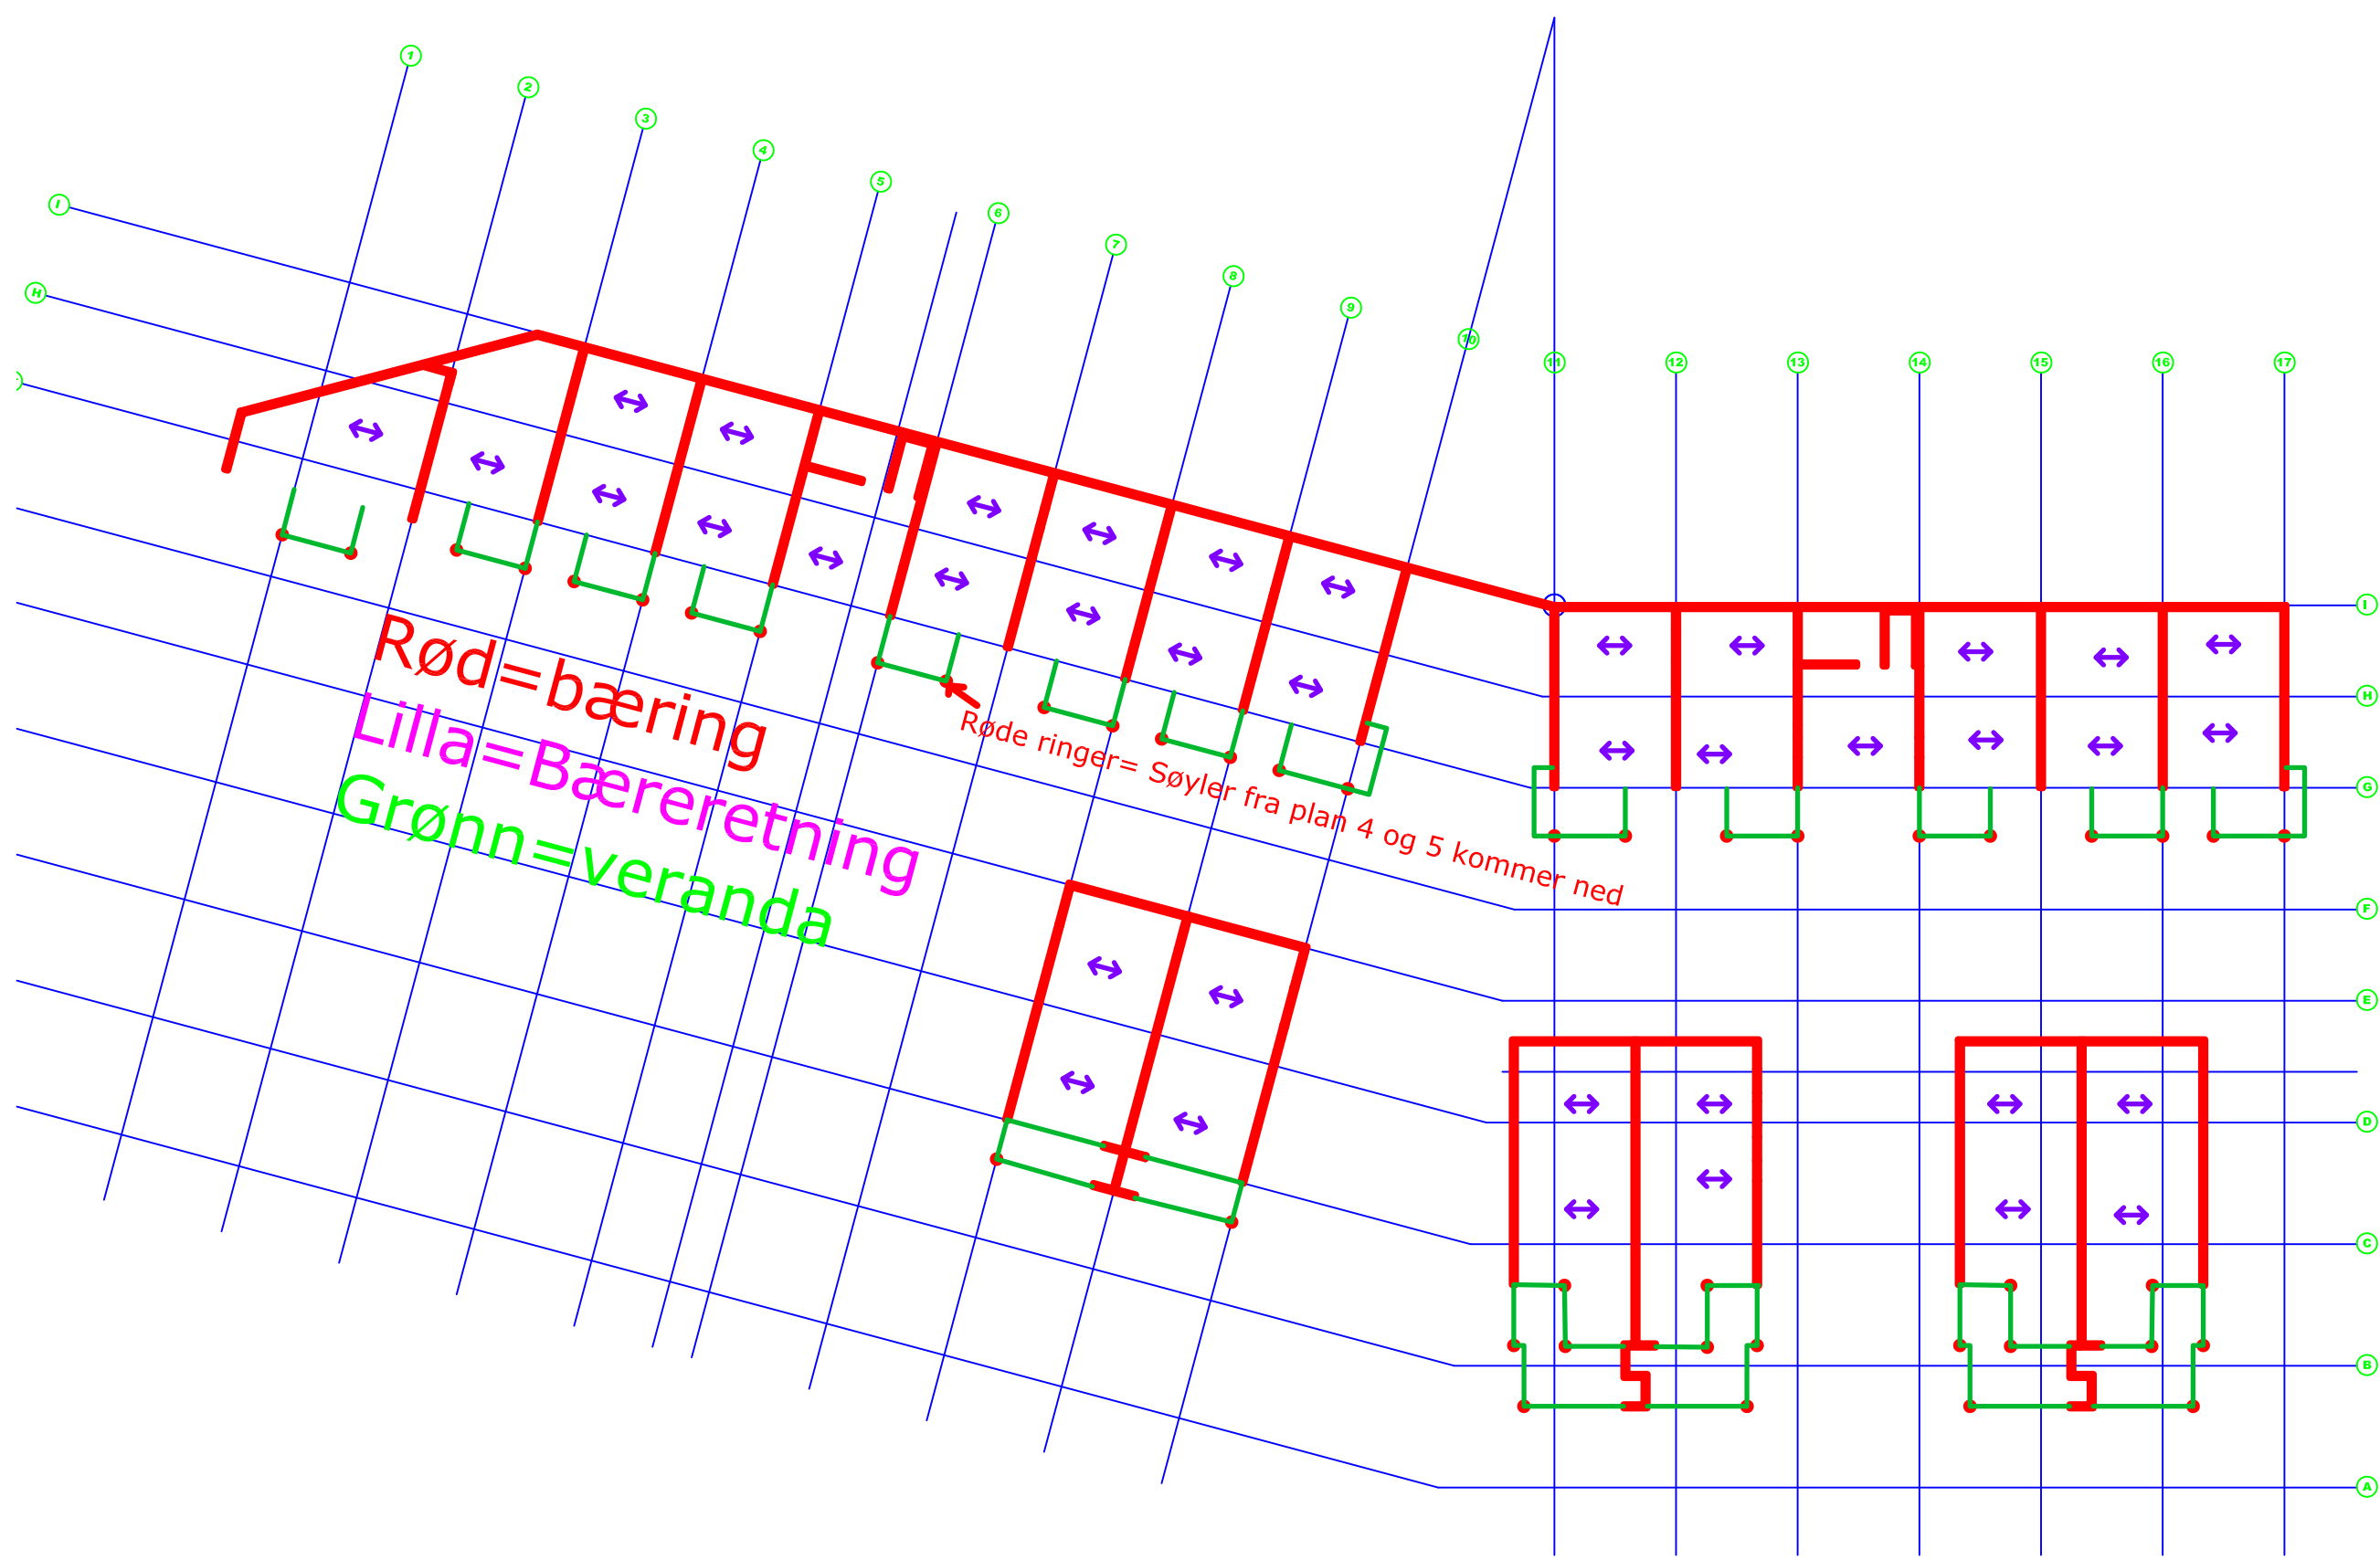 1
2
3
4
5
6
7
8
9
10
11
12
13
14
15
16
17
I
H
Rød=bæring
Lilla=Bæreretning
Grønn=veranda
Røde ringer= Søyler fra plan 4 og 5 kommer ned
I
H
G
F
E
D
C
B
A